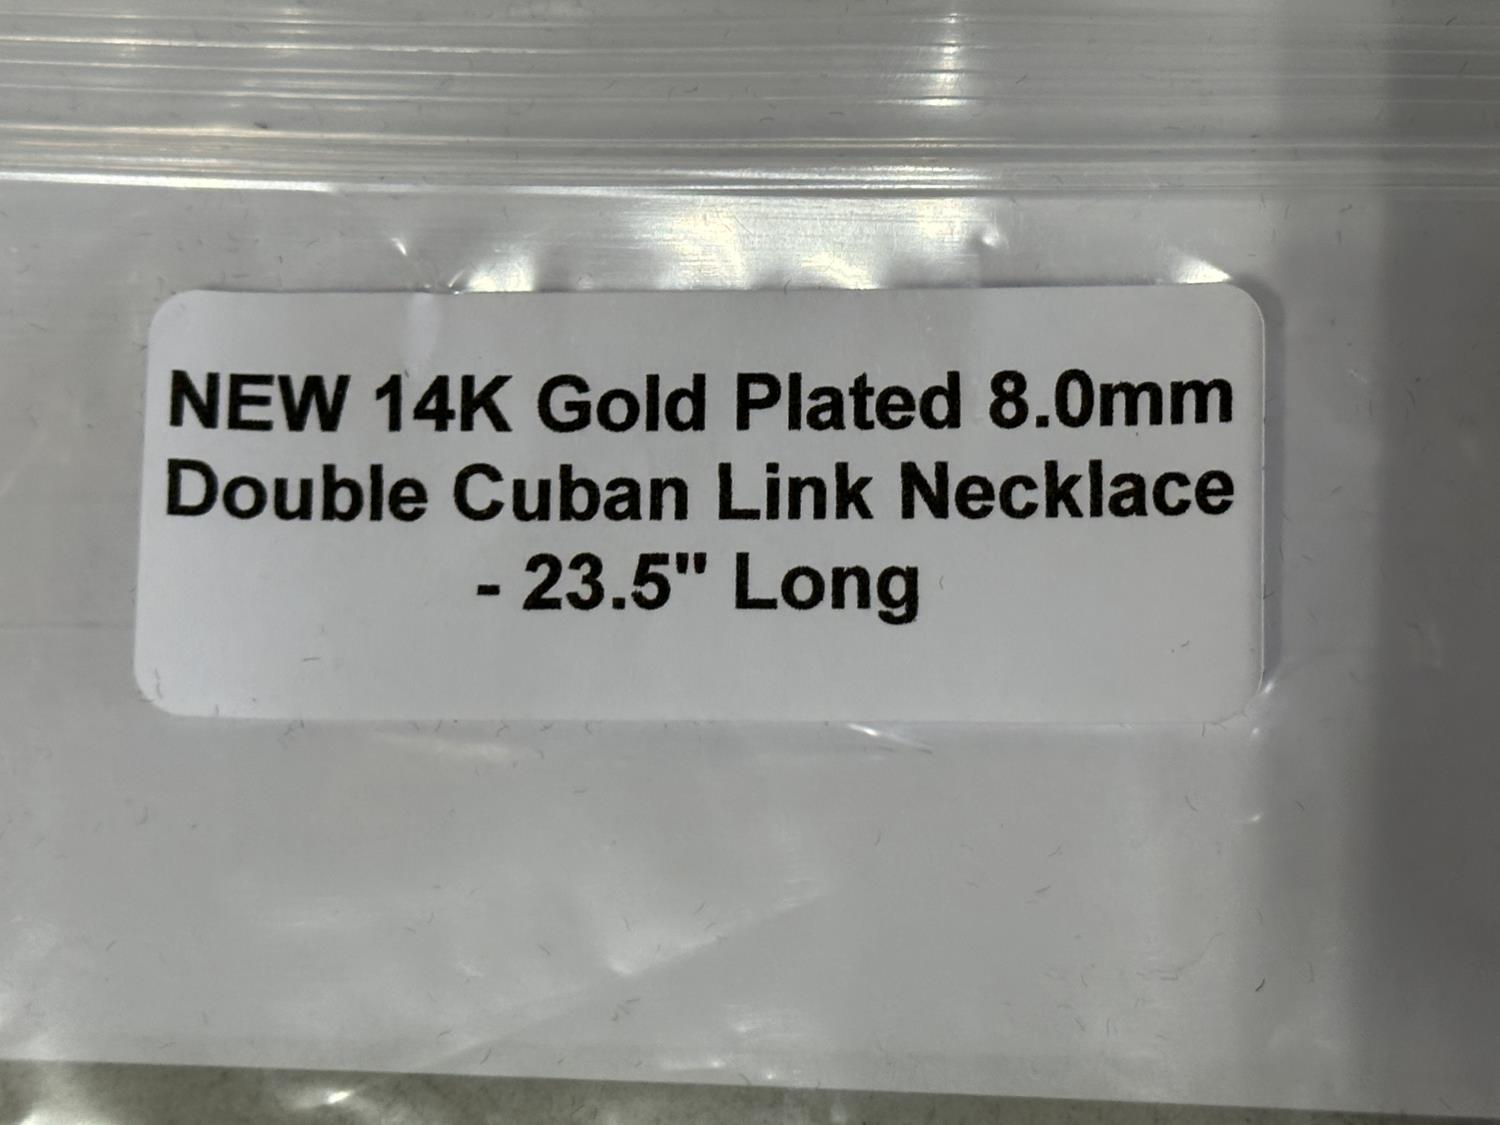 NEW 14K Gold Plated 8.0mm
Double Cuban Link Necklace
- 23.5" Long